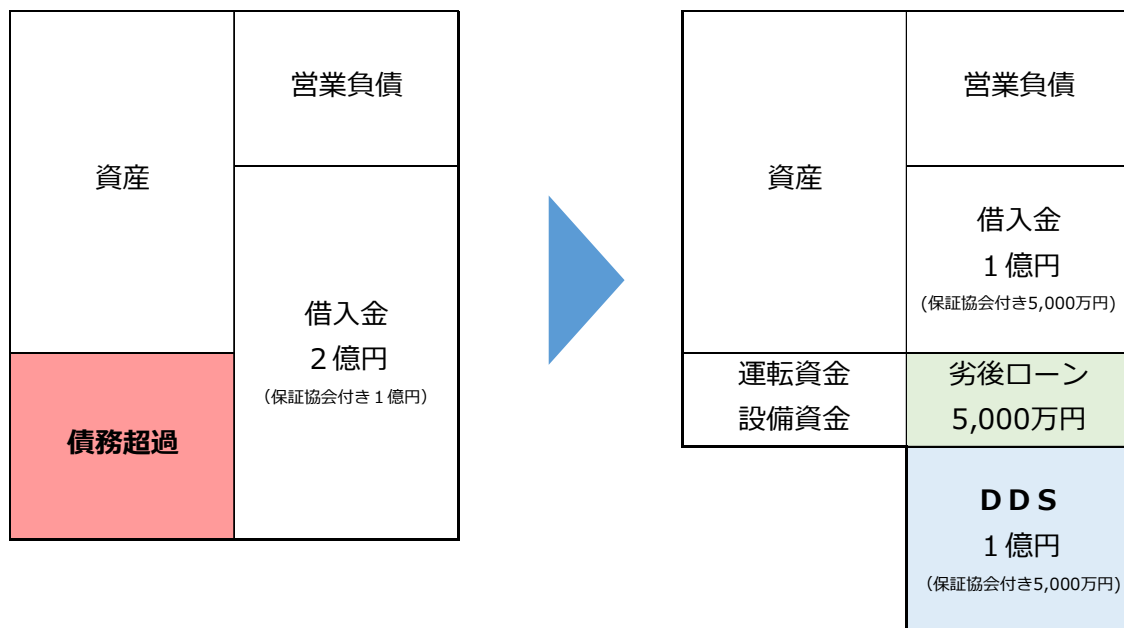 営業負債
資産
借入金
２億円
（保証協会付き１億円）
債務超過
営業負債
資産
借入金
１億円
(保証協会付き5,000万円)
運転資金
設備資金
劣後ローン
5,000万円
ＤＤＳ
１億円
（保証協会付き5,000万円）